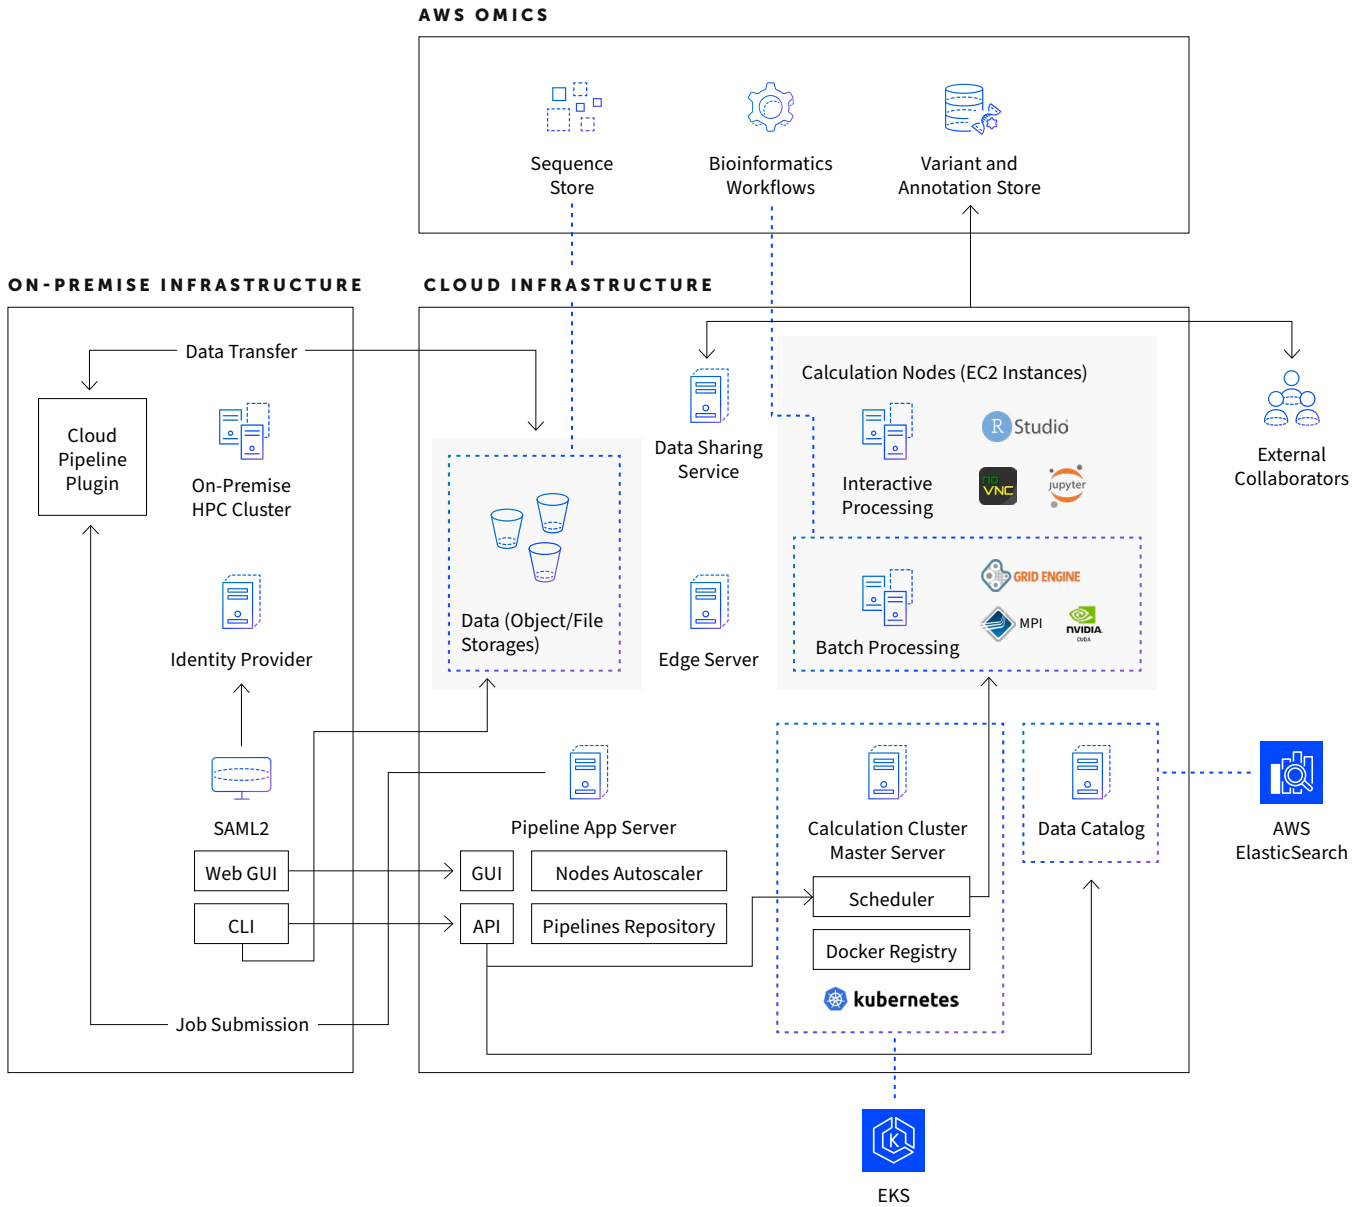 AWS OMICS
Sequence
Store
Bioinformatics
Workflows
Variant and
Annotation Store
ON-PREMISE INFRASTRUCTURE
CLOUD INFRASTRUCTURE
Data Transfer
Cloud
Pipeline
Plugin
On-Premise
HPC Cluster
Identity Provider
SAML2
Web GUI
CLI
Job Submission
Data (Object/File
Storages)
Data Sharing
Service
Edge Server
Calculation Nodes (EC2 Instances)
Interactive
Processing
R Studio
no
VNC
jupyter
Batch Processing
GRID ENGINE
MPI
NVIDIA.
CUDA
External
Collaborators
Pipeline App Server
GUI
Nodes Autoscaler
API
Pipelines Repository
Calculation Cluster
Master Server
Scheduler
Docker Registry
kubernetes
Data Catalog
AWS
ElasticSearch
K
EKS